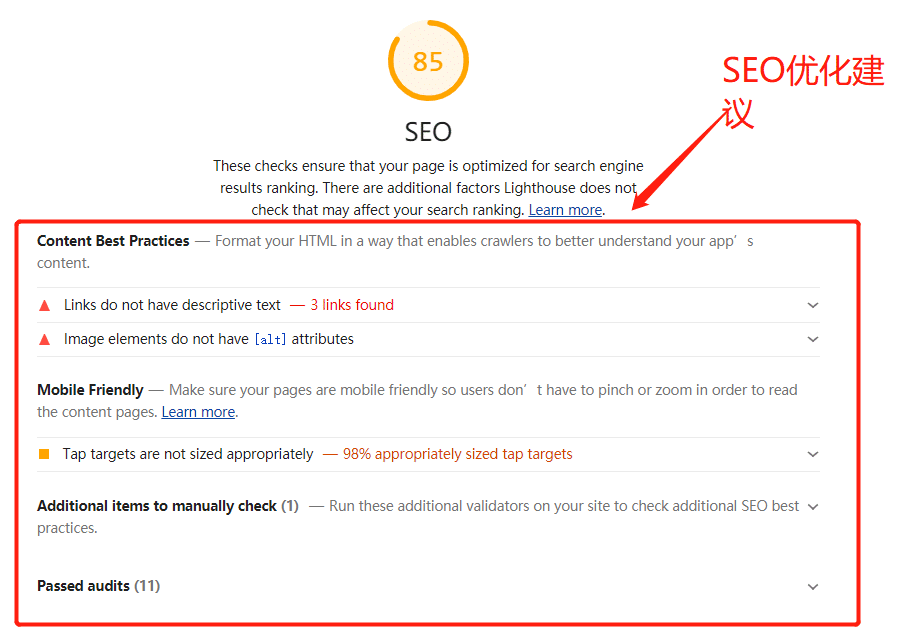 85
SEO优化建
议
SEO
These checks ensure that your page is optimized for search engine
results ranking. There are additional factors Lighthouse does not
check that may affect your search ranking. Learn more.
Content Best Practices — Format your HTML in a way that enables crawlers to better understand your app’s
content.
Links do not have descriptive text — 3 links found
Image elements do not have [alt] attributes
Mobile Friendly — Make sure your pages are mobile friendly so users don’t have to pinch or zoom in order to read
the content pages. Learn more.
Tap targets are not sized appropriately — 98% appropriately sized tap targets
Additional items to manually check (1) — Run these additional validators on your site to check additional SEO best
practices.
Passed audits (11)